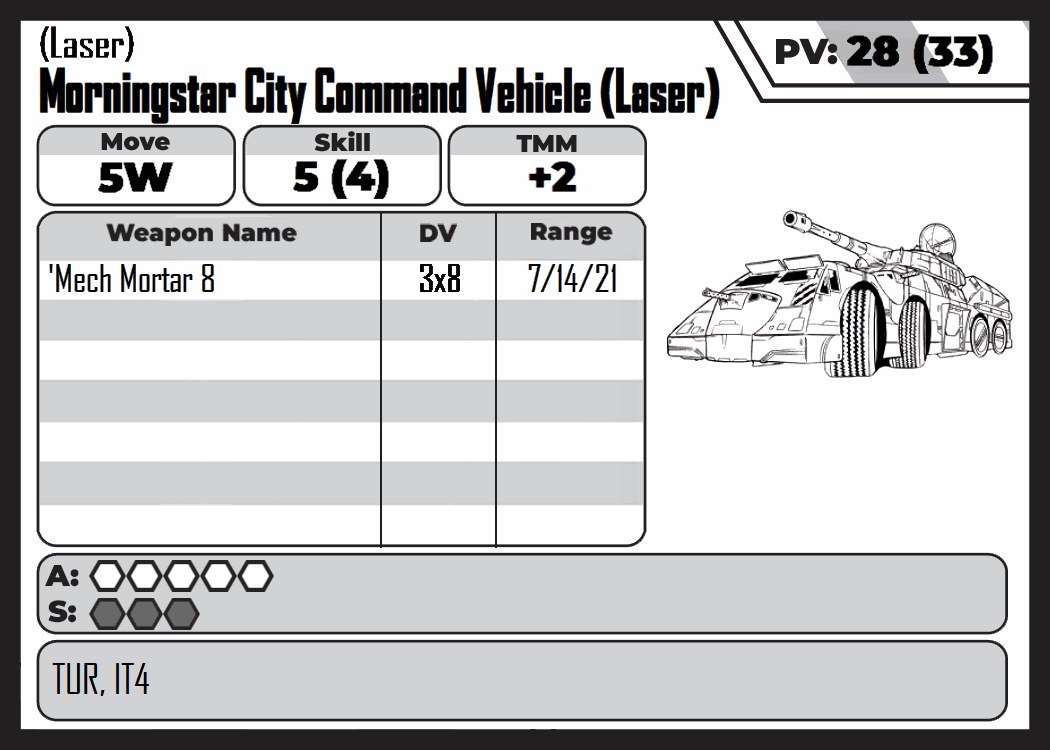 (Laser)
PV: 28 (33)
Morningstar City Command Vehicle (Laser)
Move Skill TMM
5W 5 (4) +2
Weapon Name DV Range
'Mech Mortar 8 3x8 7/14/21
A:
S:
TUR, IT4